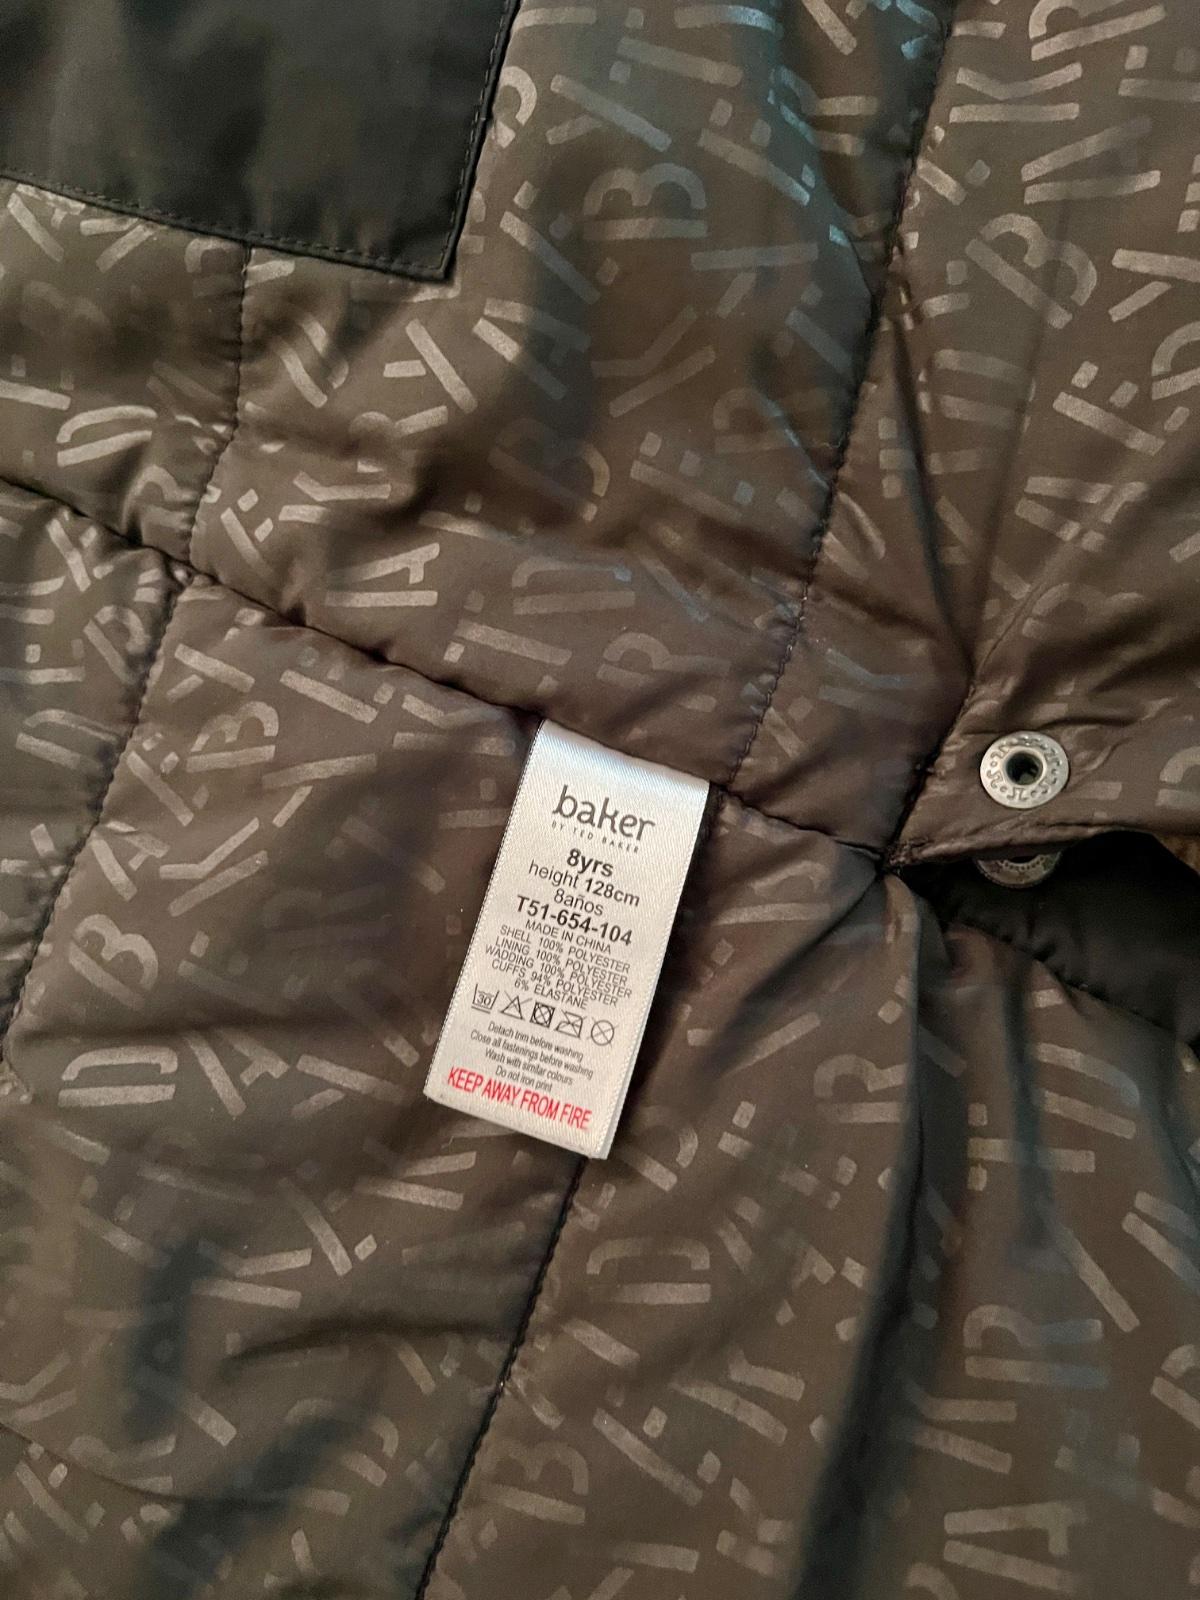 baker
BY TED BAKER
8yrs
height 128cm
8años
T51-654-104
MADE IN CHINA
SHELL 100% POLYESTER
LINING 100% POLYESTER
WADDING 100% POLYESTER
CUFFS 94% POLYESTER
6% ELASTANE
30
Detach trim before washing
Close all fastenings before washing
Wash with similar colours
Do not iron print
KEEP AWAY FROM FIRE